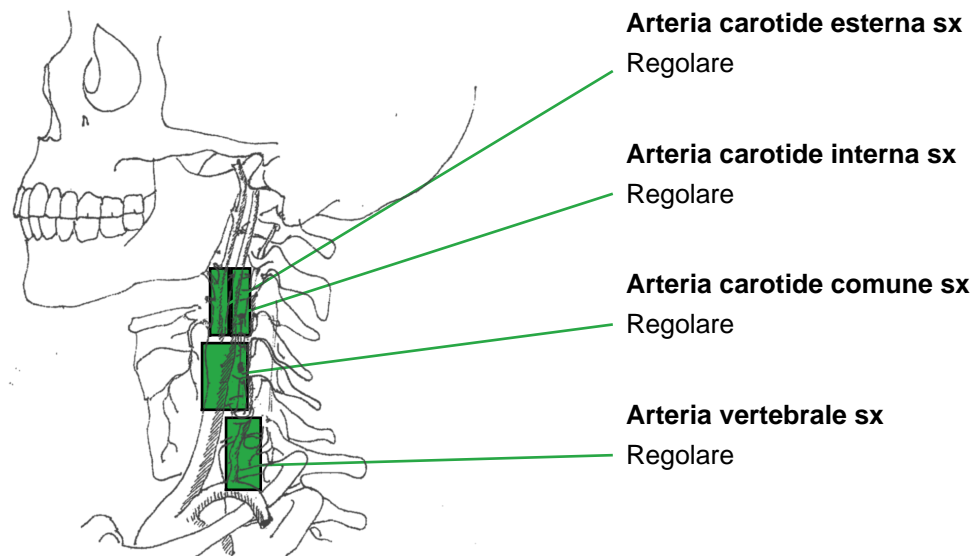 Arteria carotide esterna sx
Regolare
Arteria carotide interna sx
Regolare
Arteria carotide comune sx
Regolare
Arteria vertebrale sx
Regolare